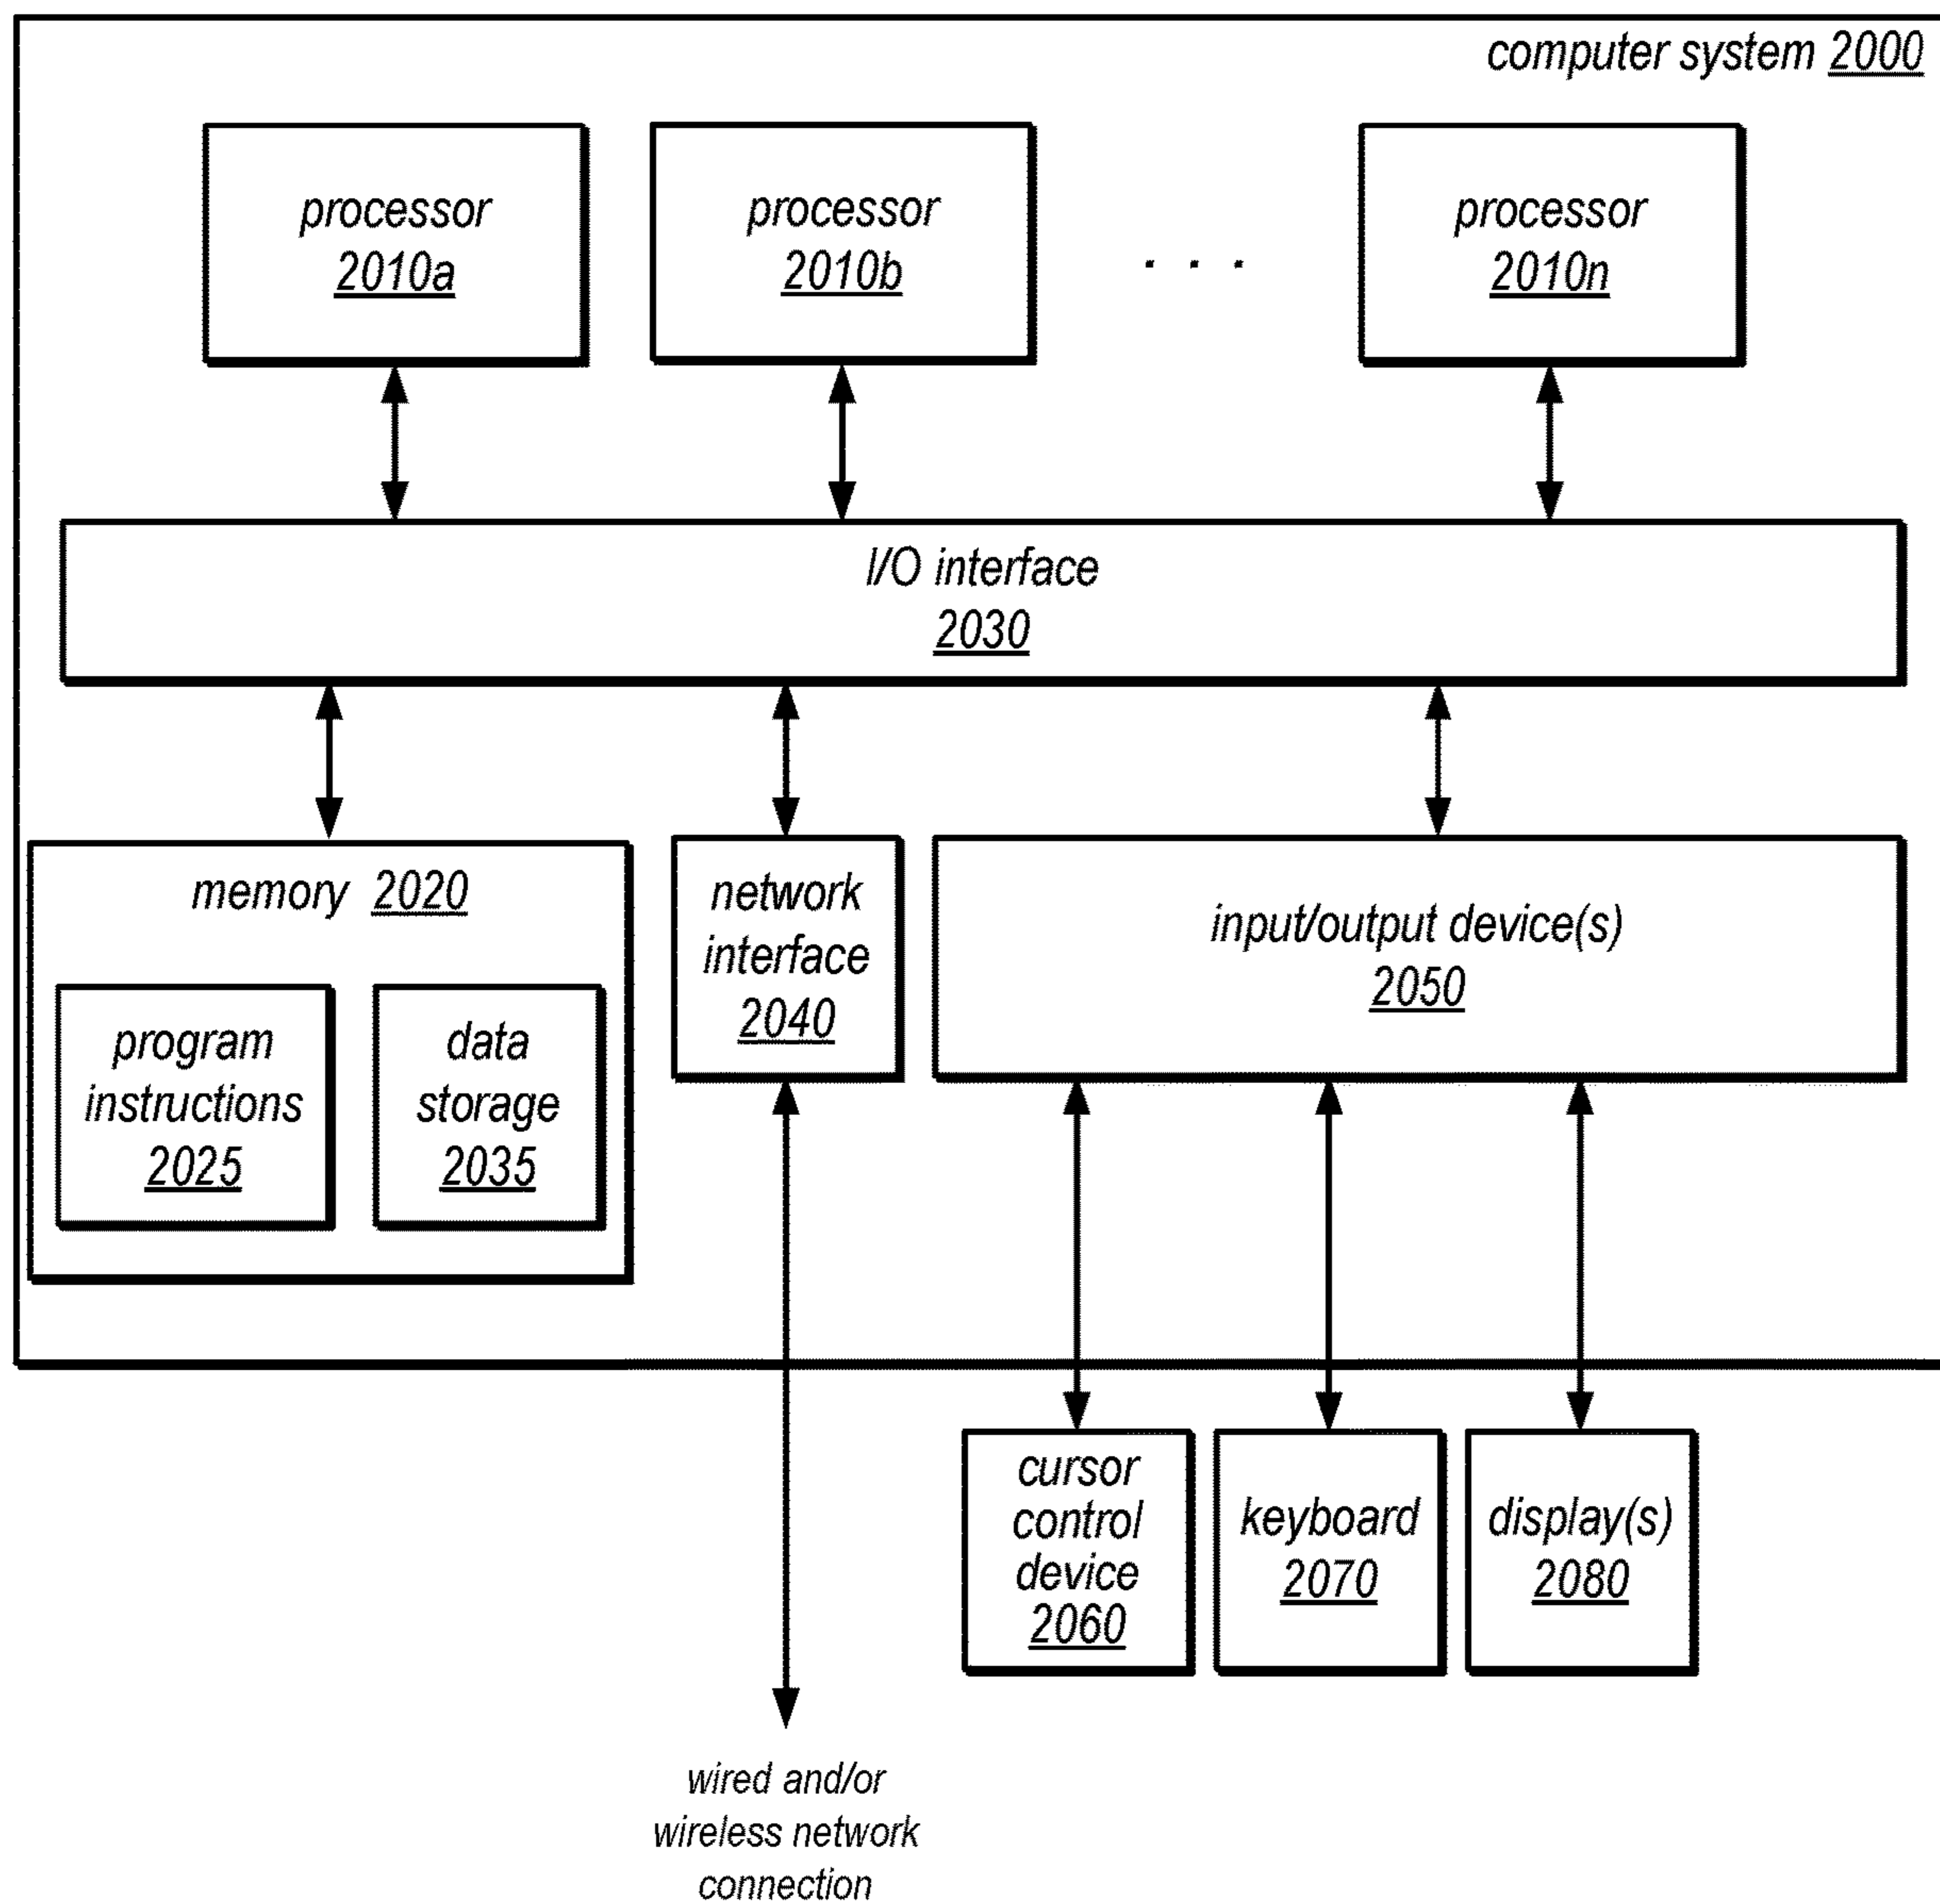 computer system 2000
processor
2010a
processor
2010b
. . .
processor
2010n
I/O interface
2030
memory 2020
program
instructions
2025
data
storage
2035
network
interface
2040
input/output device(s)
2050
cursor
control
device
2060
keyboard
2070
display(s)
2080
wired and/or
wireless network
connection